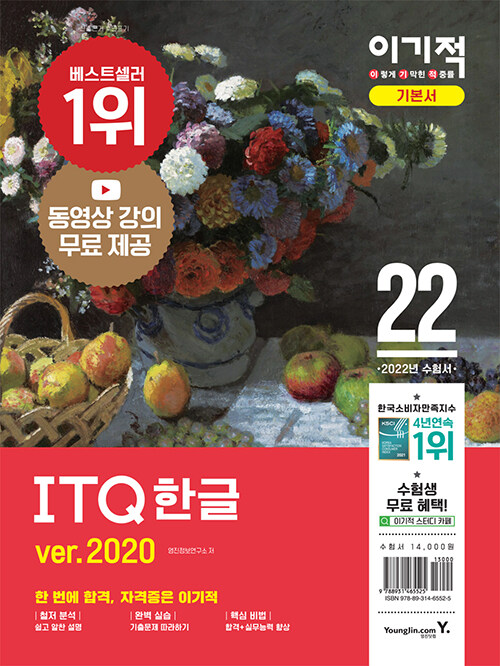 베스트셀러
1위
동영상 강의
무료 제공
이기적
이렇게 기막힌 적중률
기본서
22
•2022년 수험서•
한국소비자만족지수
KSCI
2021
4년연속
1위
수험생
무료 혜택!
이기적 스터디 카페
수험서 14,000원
13000
9 788931 465525
ISBN 978-89-314-6552-5
YoungJin.com Y.
영진닷컴
ITQ 한글
ver.2020
영진정보연구소 저
한 번에 합격, 자격증은 이기적
| 철저 분석 |
쉽고 알찬 설명
| 완벽 실습 |
기출문제 따라하기
| 핵심 비법 |
합격+실무능력 향상